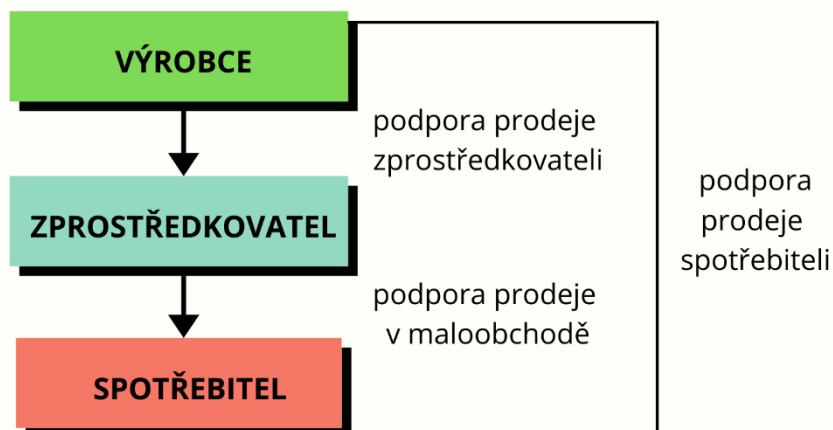 VÝROBCE
podpora prodeje
zprostředkovateli
podpora
prodeje
spotřebiteli
ZPROSTŘEDKOVATEL
podpora prodeje
v maloobchodě
SPOTŘEBITEL